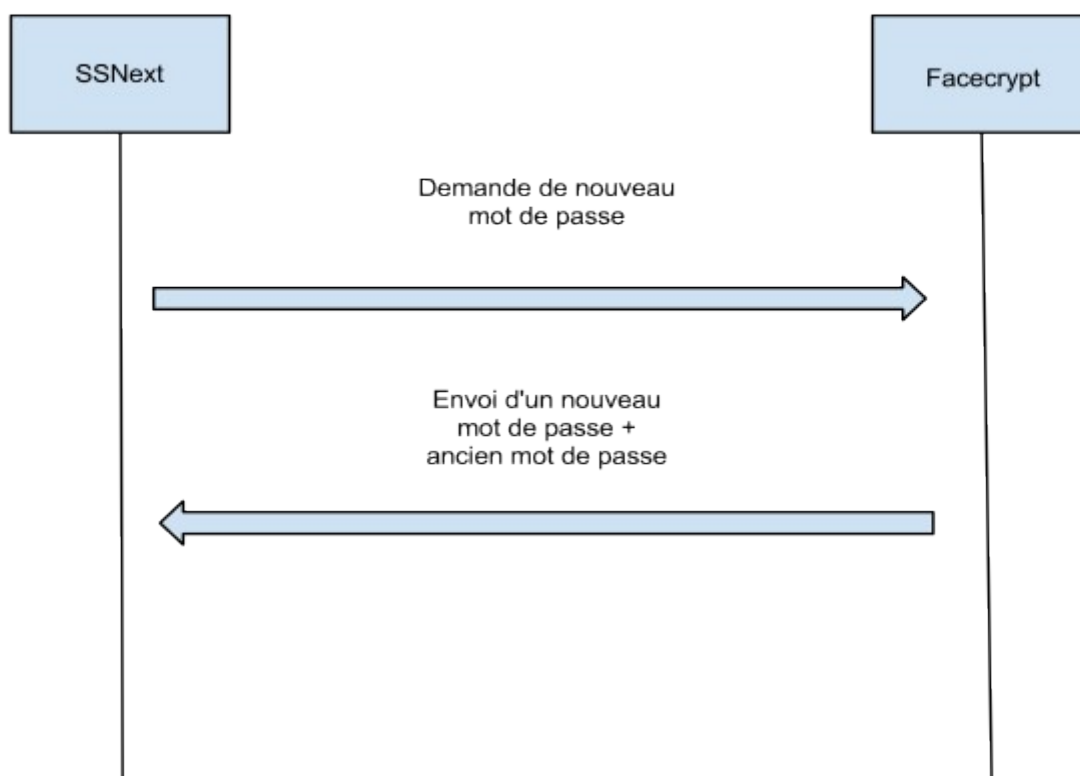 SSNext
Facecrypt
Demande de nouveau
mot de passe
Envoi d'un nouveau
mot de passe +
ancien mot de passe